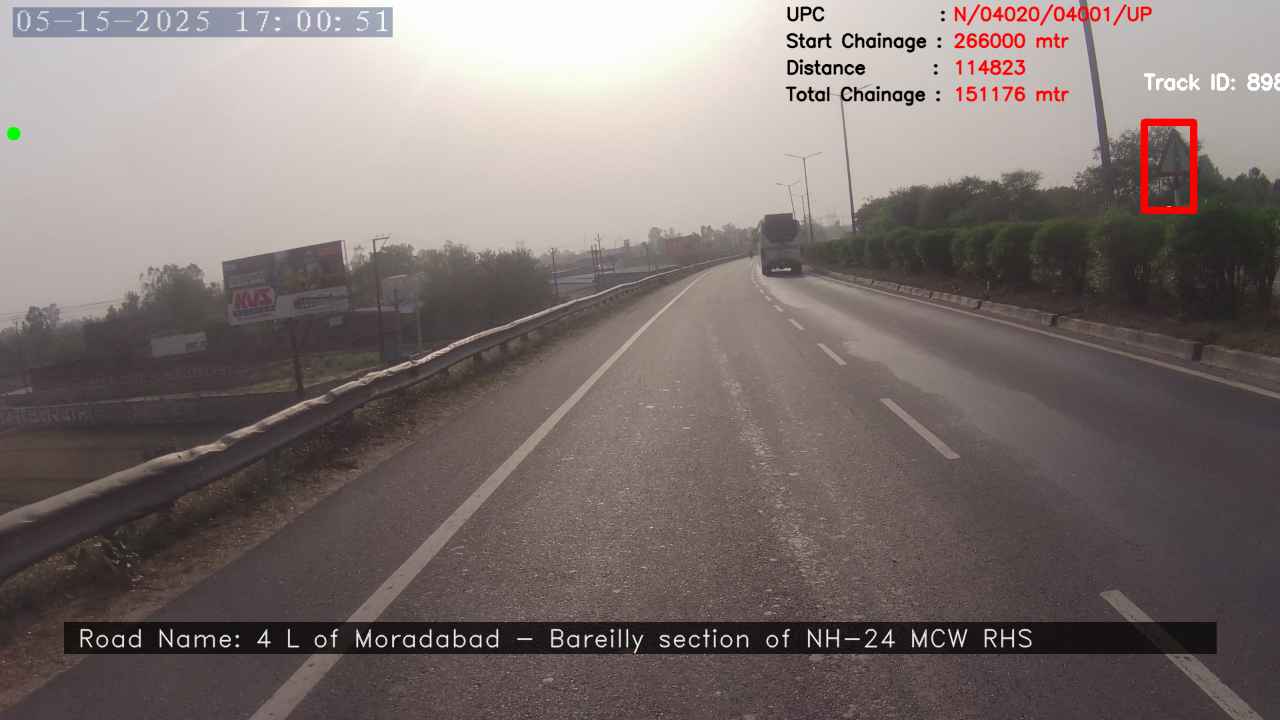 05-15-2025 17:00:51
UPC : N/04020/04001/UP
Start Chainage : 266000 mtr
Distance : 114823
Total Chainage : 151176 mtr
Track ID: 898
KVS
Road Name: 4 L of Moradabad - Bareilly section of NH-24 MCW RHS